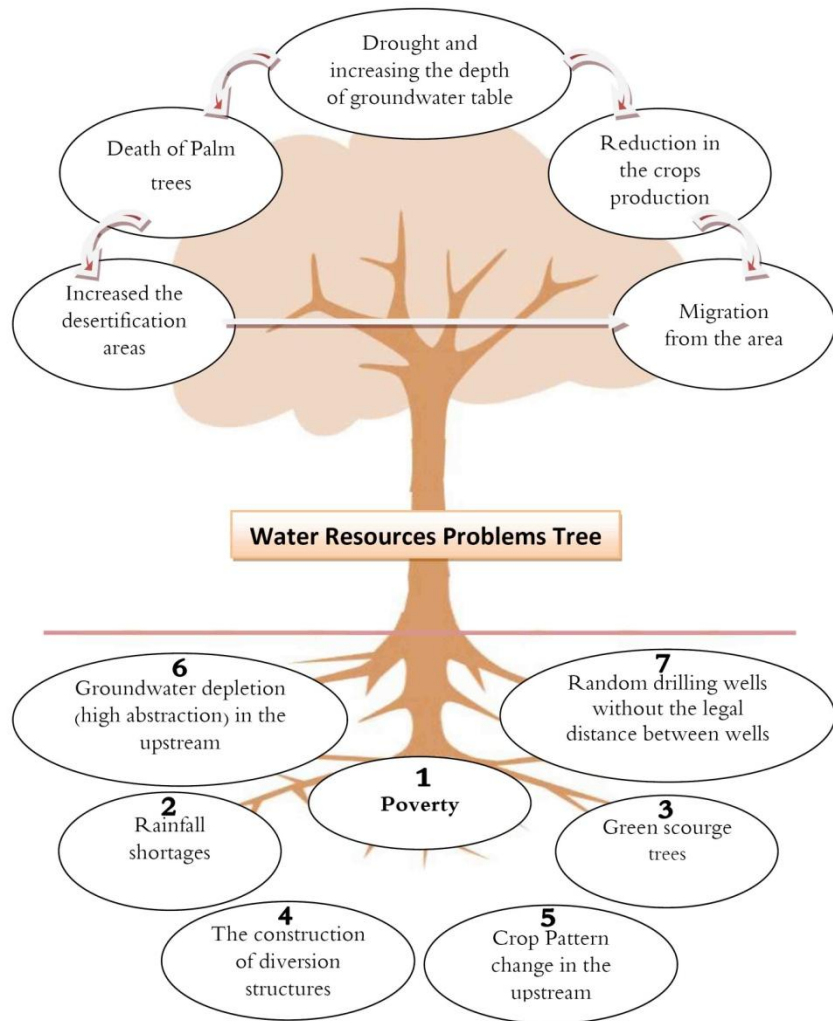 Drought and
increasing the depth
of groundwater table
Death of Palm
trees
Reduction in
the crops
production
Increased the
desertification
areas
Migration
from the area
Water Resources Problems Tree
6
Groundwater depletion
(high abstraction) in the
upstream
7
Random drilling wells
without the legal
distance between wells
1
Poverty
2
Rainfall
shortages
3
Green scourge
trees
4
The construction
of diversion
structures
5
Crop Pattern
change in the
upstream